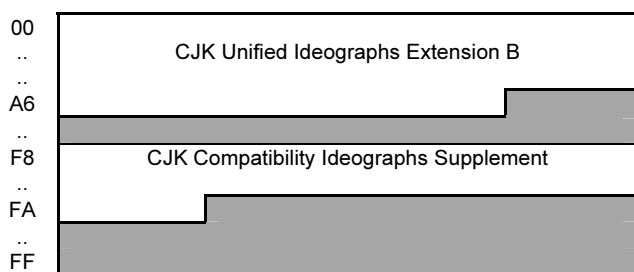 00
..
CJK Unified Ideographs Extension B
..
A6
..
F8
CJK Compatibility Ideographs Supplement
..
FA
..
FF